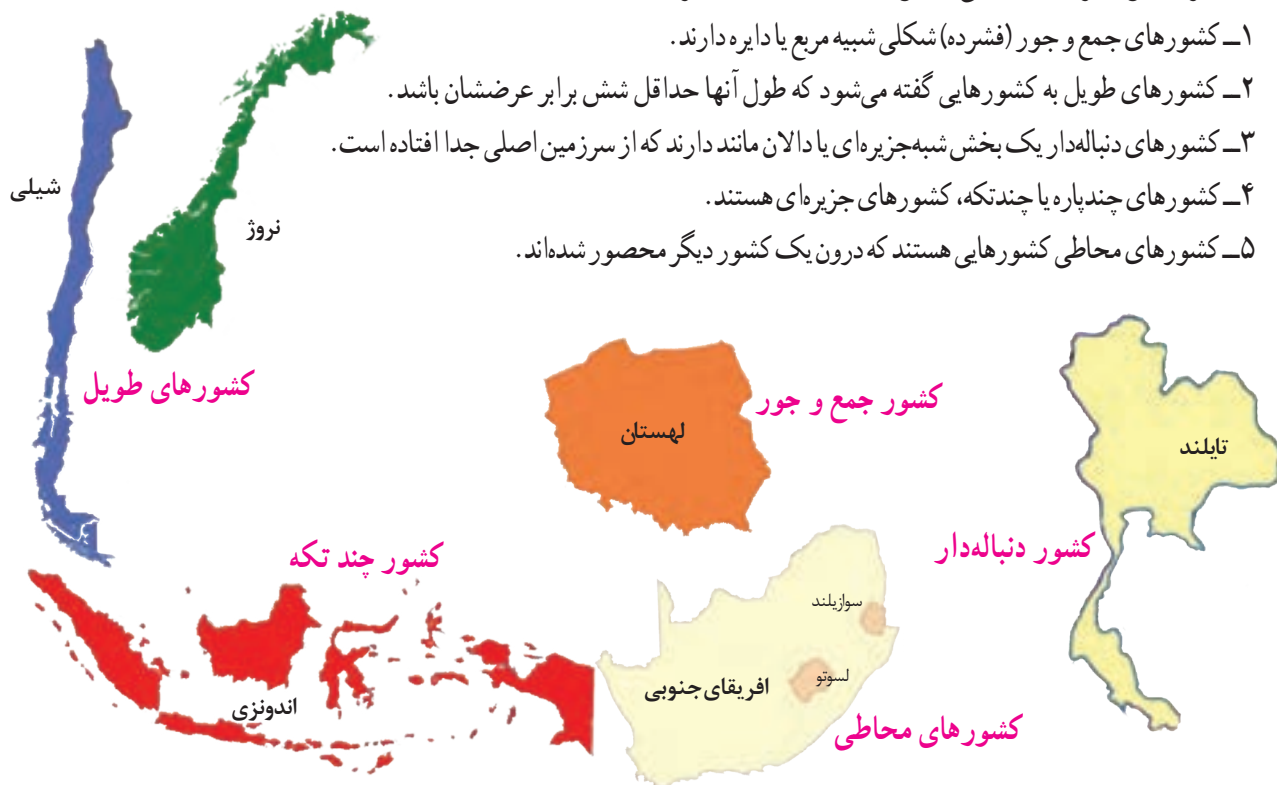 ۱ــ کشورهای جمع و جور (فشرده) شکلی شبیه مربع یا دایره دارند.
۲ــ کشورهای طویل به کشورهایی گفته می‌شود که طول آنها حداقل شش برابر عرضشان باشد.
۳ــ کشورهای دنباله‌دار یک بخش شبه‌جزیره‌ای یا دالان مانند دارند که از سرزمین اصلی جدا افتاده است.
۴ــ کشورهای چندپاره یا چندتکه، کشورهای جزیره‌ای هستند.
۵ــ کشورهای محاطی کشورهایی هستند که درون یک کشور دیگر محصور شده‌اند.
شیلی
نروژ
کشورهای طویل
کشور جمع و جور
لهستان
تایلند
کشور دنباله‌دار
کشور چند تکه
اندونزی
سوازیلند
لسوتو
افریقای جنوبی
کشورهای محاطی